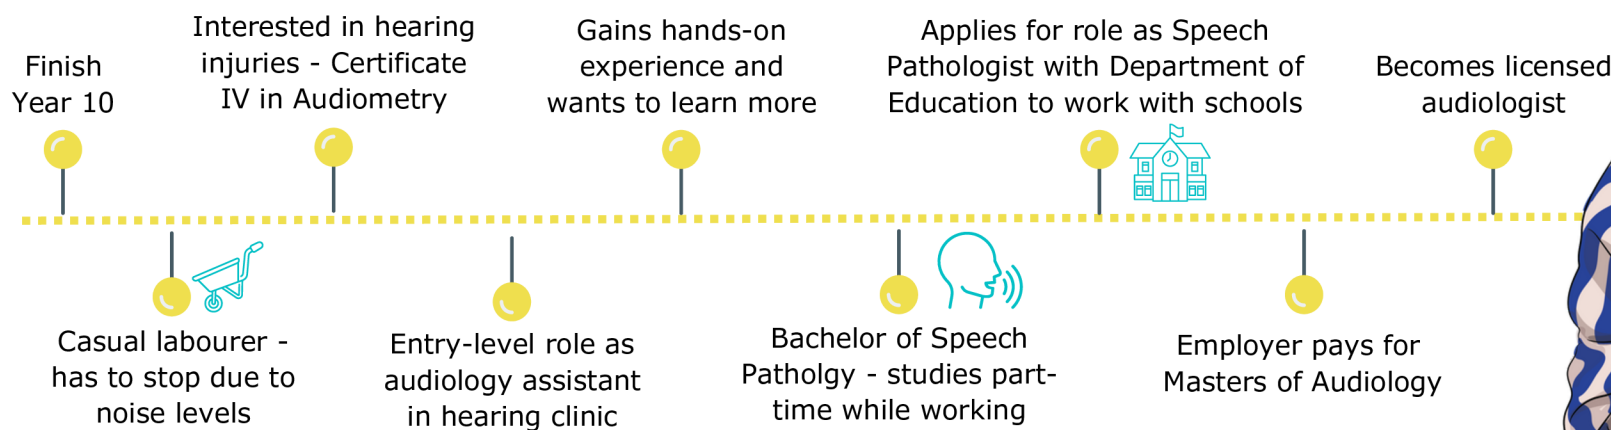 Finish
Year 10
Casual labourer -
has to stop due to
noise levels
Interested in hearing
injuries - Certificate
IV in Audiometry
Entry-level role as
audiology assistant
in hearing clinic
Gains hands-on
experience and
wants to learn more
Bachelor of Speech
Patholgy - studies part-
time while working
Applies for role as Speech
Pathologist with Department of
Education to work with schools
Employer pays for
Masters of Audiology
Becomes licensed
audiologist